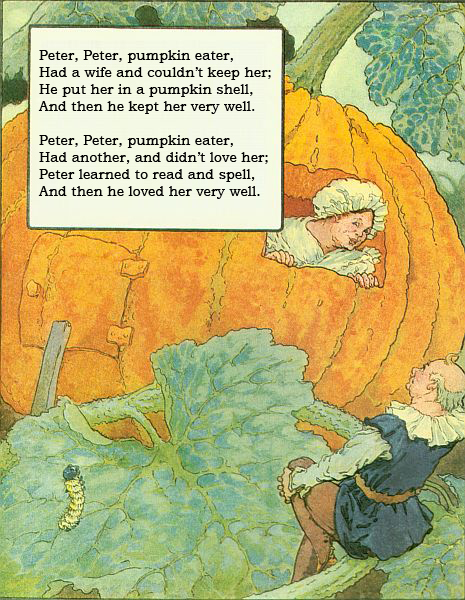 Peter, Peter, pumpkin eater,
Had a wife and couldn't keep her;
He put her in a pumpkin shell,
And then he kept her very well.
Peter, Peter, pumpkin eater,
Had another, and didn't love her;
Peter learned to read and spell,
And then he loved her very well.